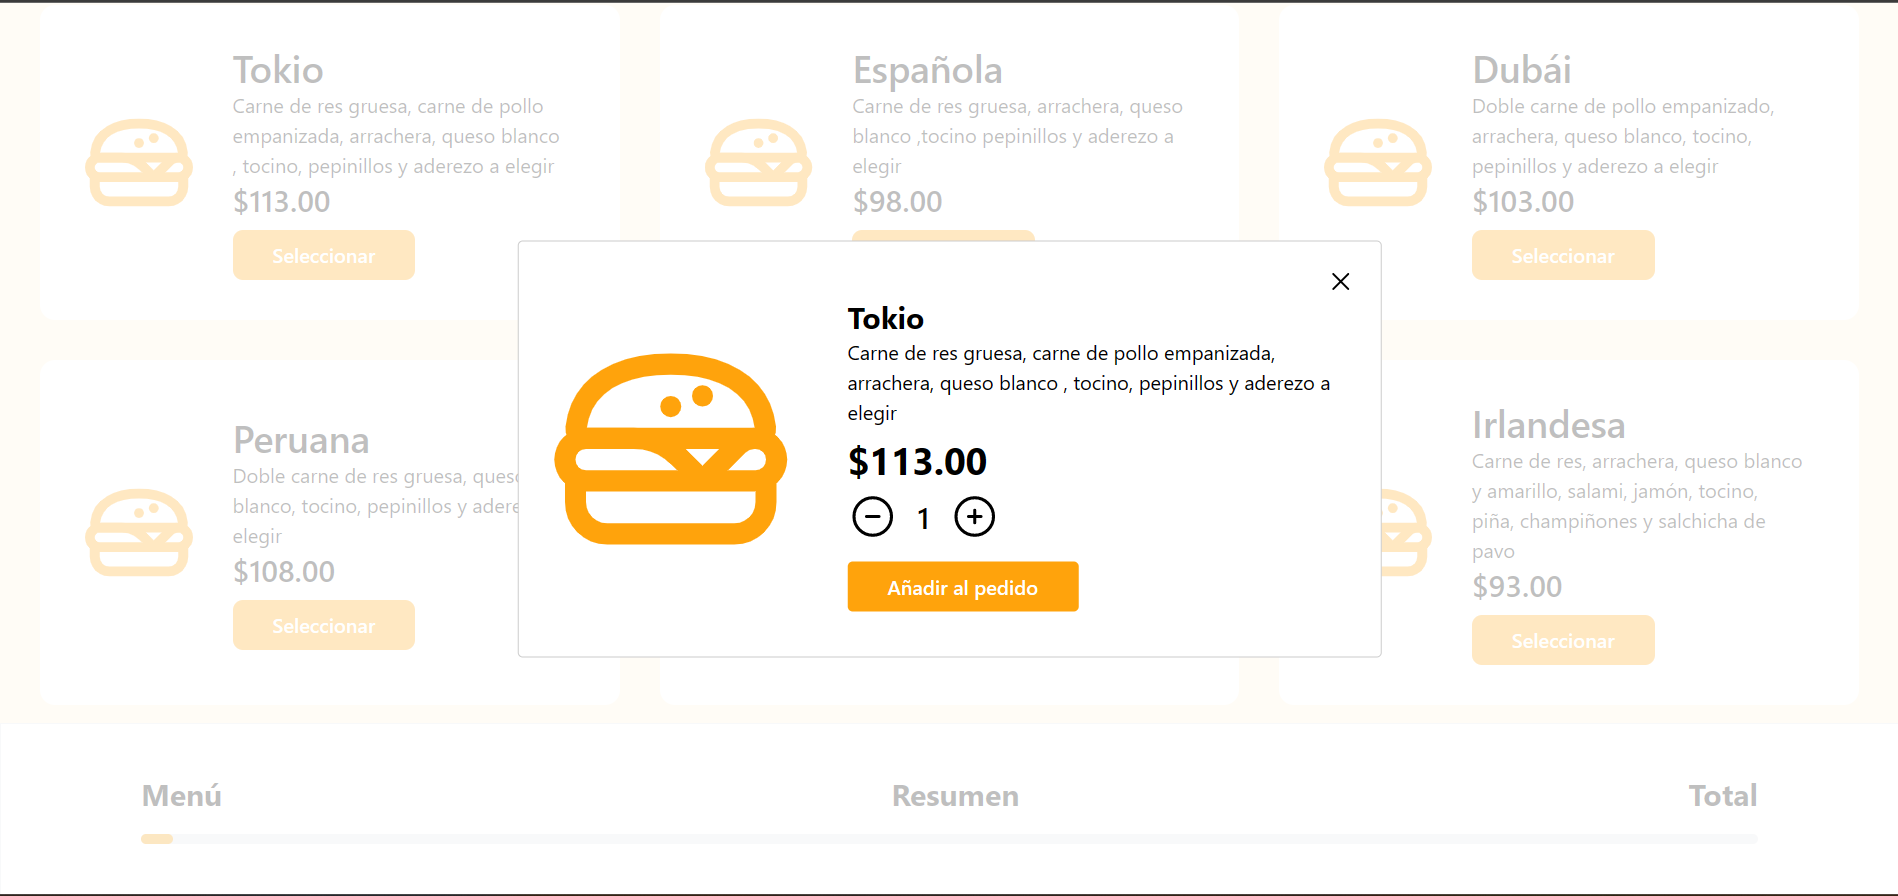 Tokio
Carne de res gruesa, carne de pollo
empanizada, arrachera, queso blanco
, tocino, pepinillos y aderezo a elegir
$113.00
Seleccionar
Española
Carne de res gruesa, arrachera, queso
blanco ,tocino pepinillos y aderezo a
elegir
$98.00
Dubái
Doble carne de pollo empanizado,
arrachera, queso blanco, tocino,
pepinillos y aderezo a elegir
$103.00
Seleccionar
Tokio
Carne de res gruesa, carne de pollo empanizada,
arrachera, queso blanco , tocino, pepinillos y aderezo a
elegir
$113.00
1
Añadir al pedido
Peruana
Doble carne de res gruesa,
blanco, tocino, pepinillos y
elegir
$108.00
Seleccionar
Irlandesa
Carne de res, arrachera, queso blanco
y amarillo, salami, jamón, tocino,
piña, champiñones y salchicha de
pavo
$93.00
Seleccionar
Menú
Resumen
Total